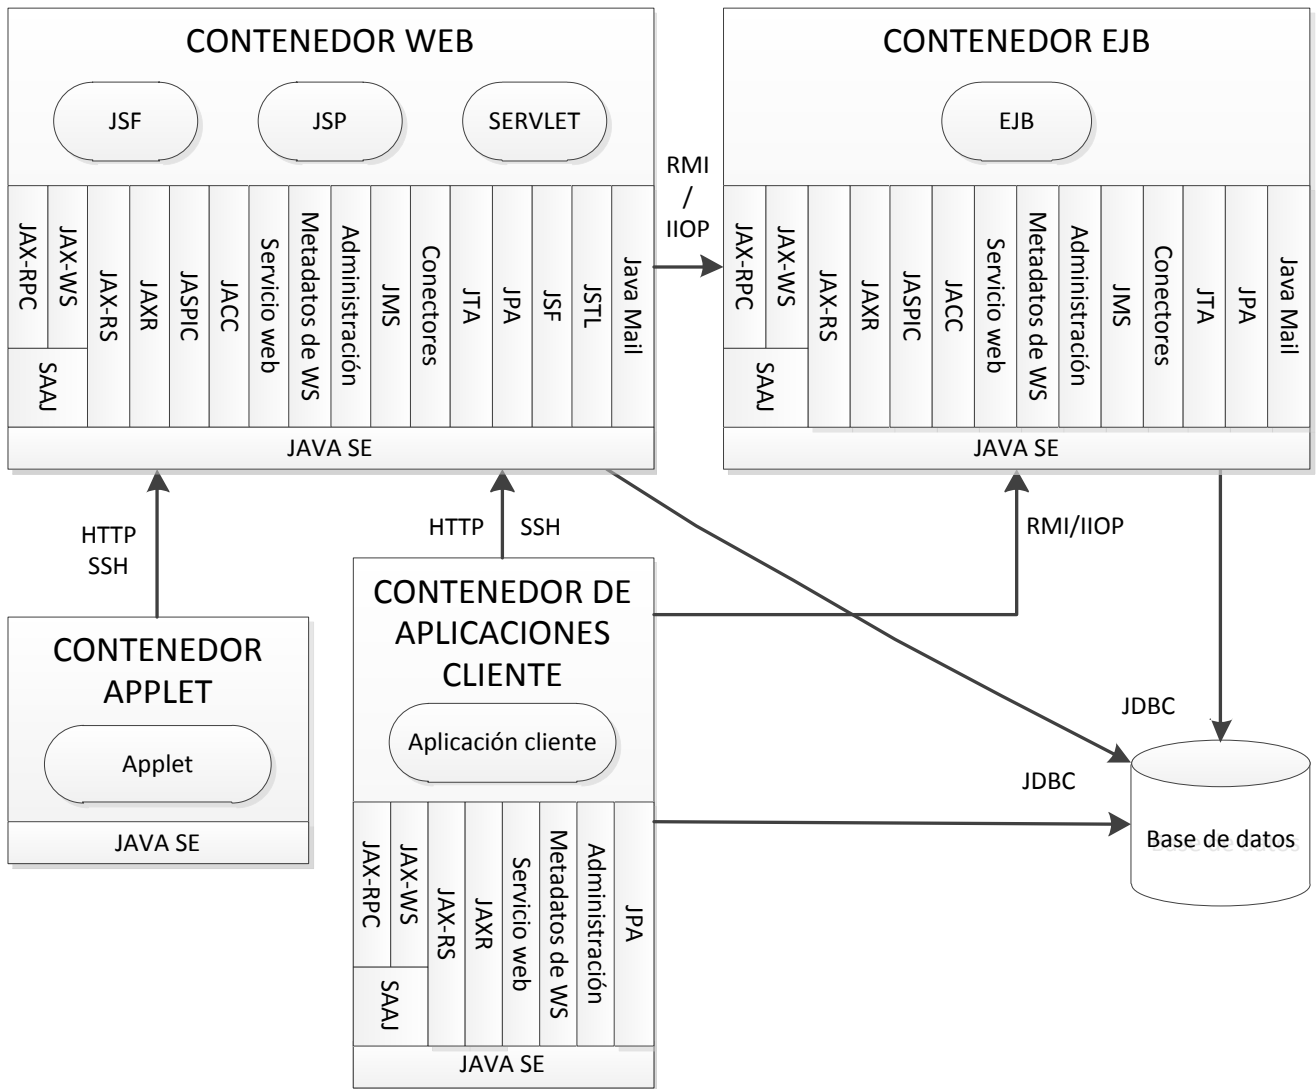 CONTENEDOR WEB
JSF
JSP
SERVLET
JAX-RPC
JAX-WS
SAAJ
JAX-RS
JAXR
JASPIC
JACC
Servicio web
Metadatos de WS
Administración
JMS
Conectores
JTA
JPA
JSF
JSTL
Java Mail
JAVA SE
RMI
/
IIOP
CONTENEDOR EJB
EJB
JAX-RPC
JAX-WS
SAAJ
JAX-RS
JAXR
JASPIC
JACC
Servicio web
Metadatos de WS
Administración
JMS
Conectores
JTA
JPA
Java Mail
JAVA SE
HTTP
SSH
HTTP
SSH
RMI/IIOP
CONTENEDOR
APPLET
Applet
JAVA SE
CONTENEDOR DE
APLICACIONES
CLIENTE
Aplicación cliente
JAX-RPC
JAX-WS
SAAJ
JAX-RS
JAXR
Servicio web
Metadatos de WS
Administración
JPA
JAVA SE
JDBC
JDBC
Base de datos